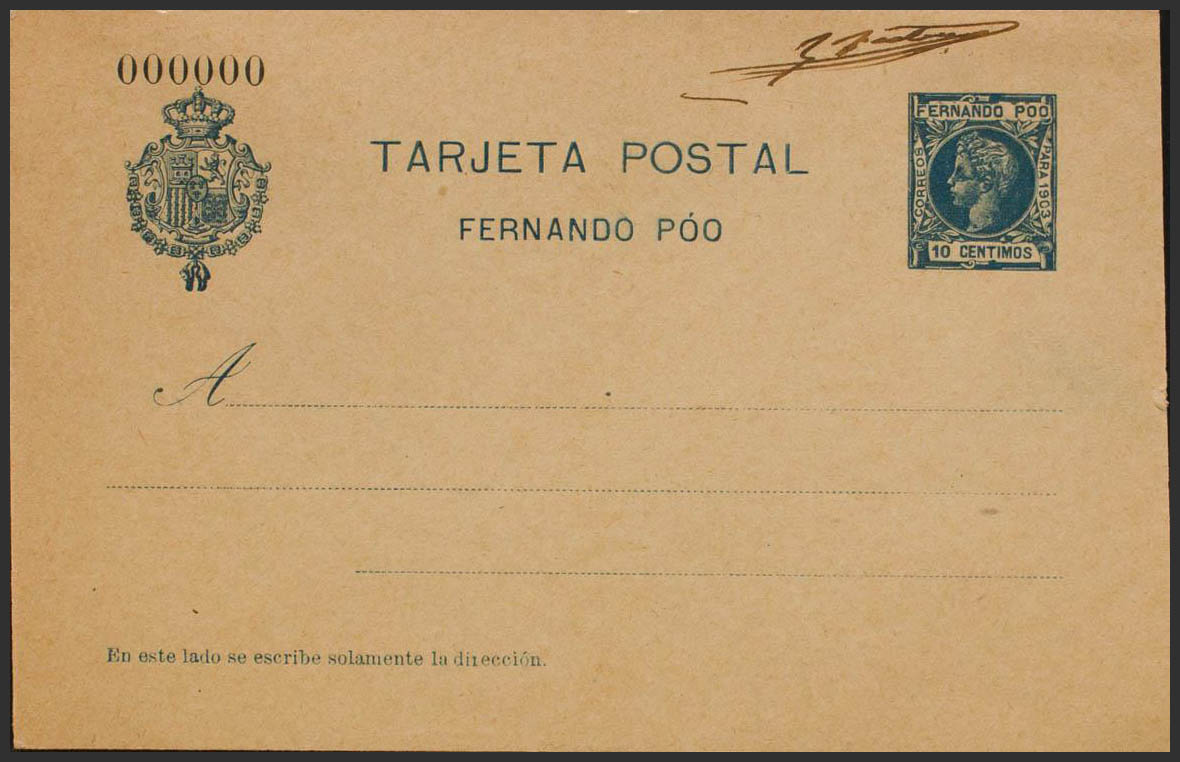 000000
TARJETA POSTAL
FERNANDO PÓO
FERNANDO POO
CORREOS
PARA 1903
10 CENTIMOS
A
En este lado se escribe solamente la dirección.